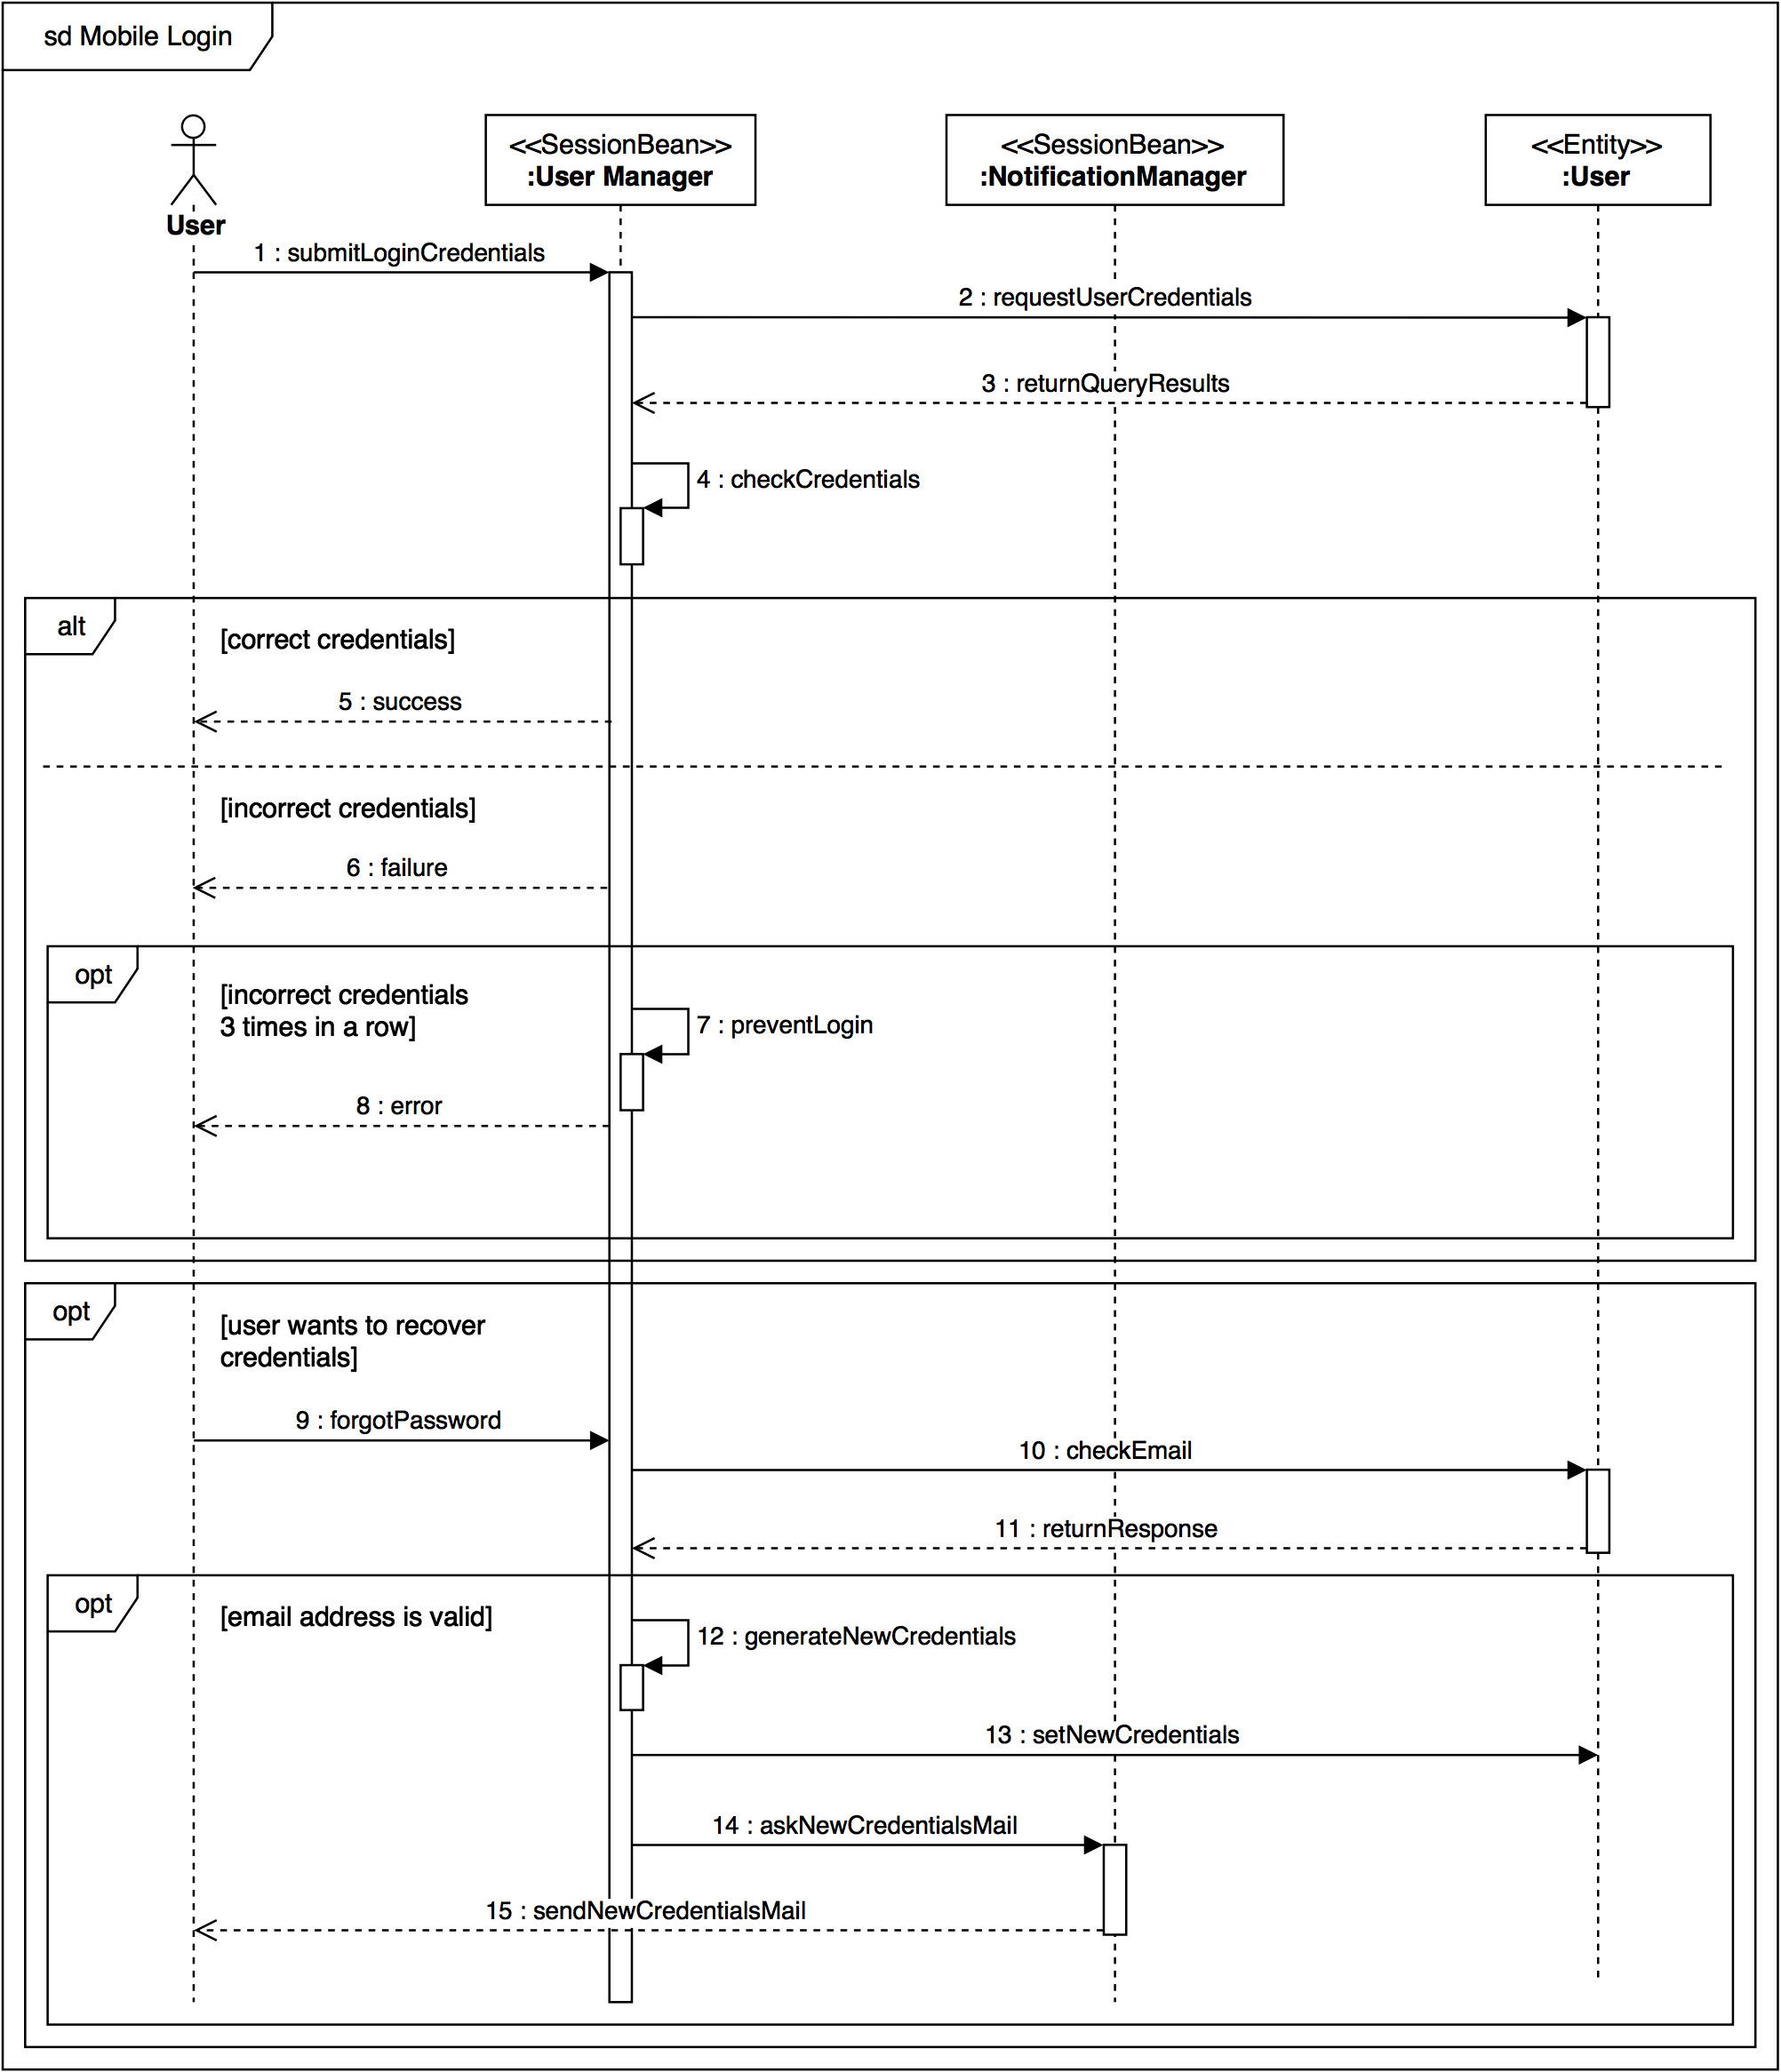 sd Mobile Login
User
<<SessionBean>>
:User Manager
<<SessionBean>>
:NotificationManager
<<Entity>>
:User
1 : submitLoginCredentials
2 : requestUserCredentials
3 : returnQueryResults
4 : checkCredentials
alt
[correct credentials]
5 : success
[incorrect credentials]
6 : failure
opt
[incorrect credentials
3 times in a row]
7 : preventLogin
8 : error
opt
[user wants to recover
credentials]
9 : forgotPassword
10 : checkEmail
11 : returnResponse
opt
[email address is valid]
12 : generateNewCredentials
13 : setNewCredentials
14 : askNewCredentialsMail
15 : sendNewCredentialsMail